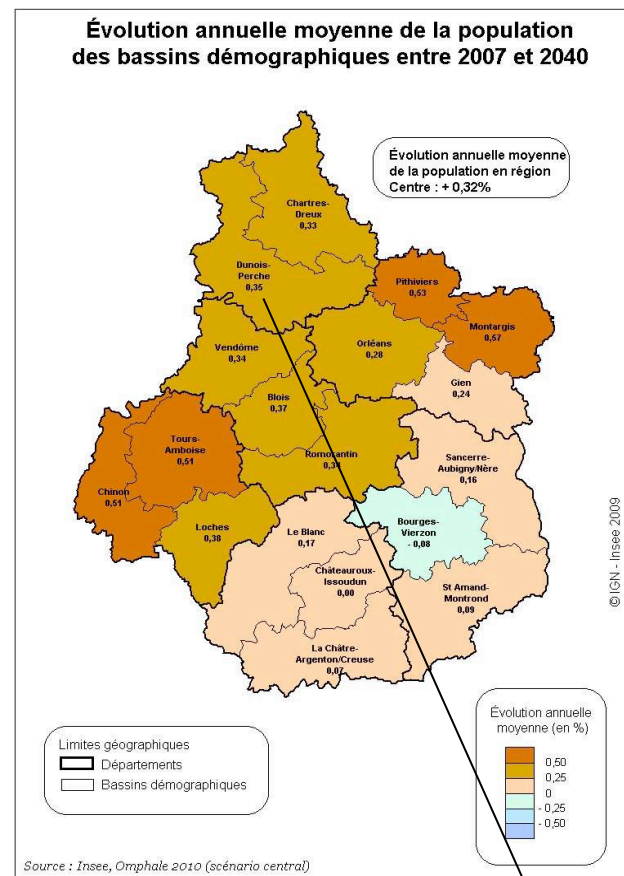 Évolution annuelle moyenne de la population
des bassins démographiques entre 2007 et 2040
Évolution annuelle moyenne
de la population en région
Centre : + 0,32%
Chartres-
Dreux
0,33
Dunois-
Perche
0,35
Pithiviers
0,53
Montargis
0,57
Vendôme
0,34
Orléans
0,28
Gien
0,24
Blois
0,37
Tours-
Amboise
0,51
Romorantin
0,34
Sancerre-
Aubigny/Nère
0,16
Chinon
0,51
Loches
0,38
Le Blanc
0,17
Bourges-
Vierzon
- 0,08
Châteauroux-
Issoudun
0,00
St Amand-
Montrond
0,09
La Châtre-
Argenton/Creuse
0,07
©IGN - Insee 2009
Limites géographiques
Départements
Bassins démographiques
Évolution annuelle
moyenne (en %)
0,50
0,25
0
- 0,25
- 0,50
Source : Insee, Omphale 2010 (scénario central)